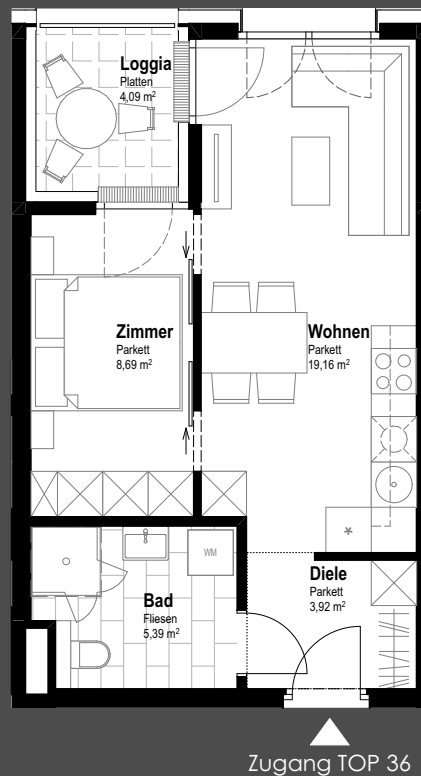 Loggia
Platten
4,09 m²
Zimmer
Parkett
8,69 m²
Wohnen
Parkett
19,16 m²
*
WM
Bad
Fliesen
5,39 m²
Diele
Parkett
3,92 m²
Zugang TOP 36